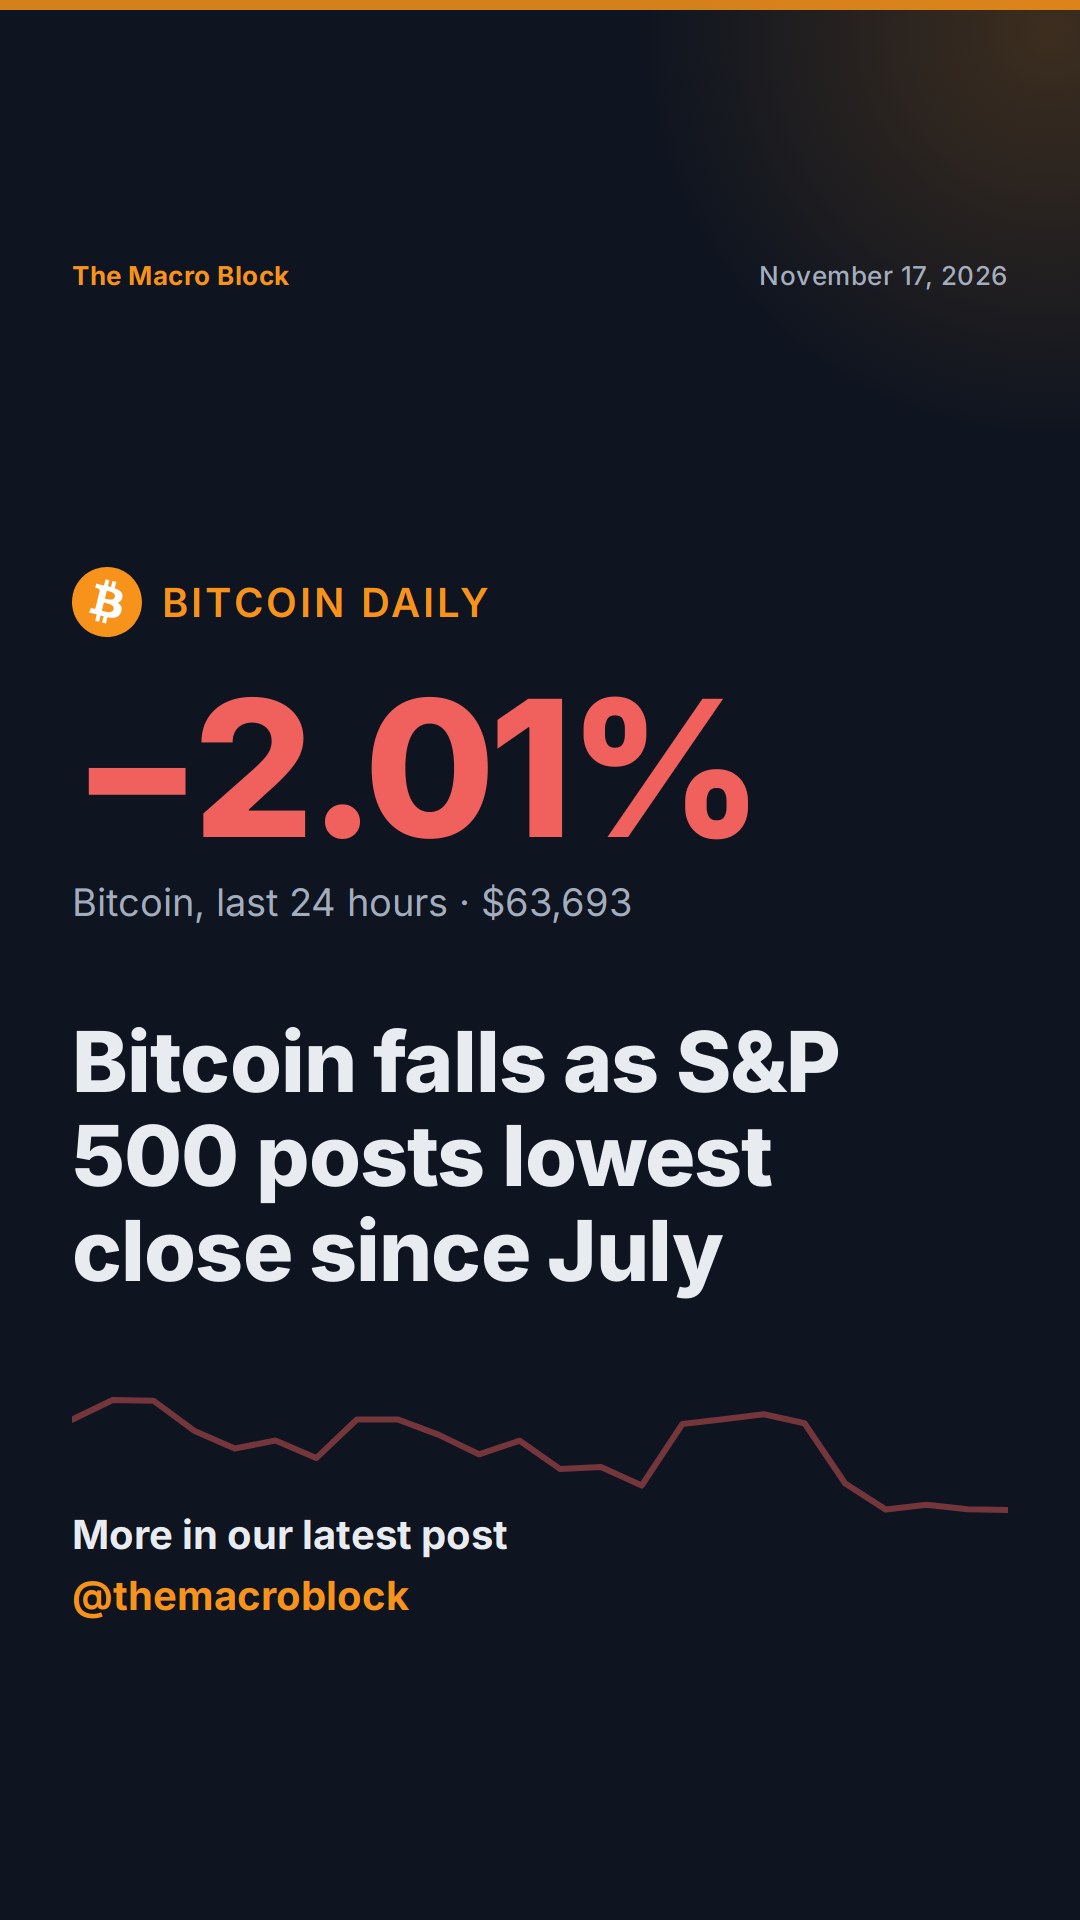 The Macro Block
November 17, 2026
BITCOIN DAILY
−2.01%
Bitcoin, last 24 hours · $63,693
Bitcoin falls as S&P
500 posts lowest
close since July
More in our latest post
@themacroblock